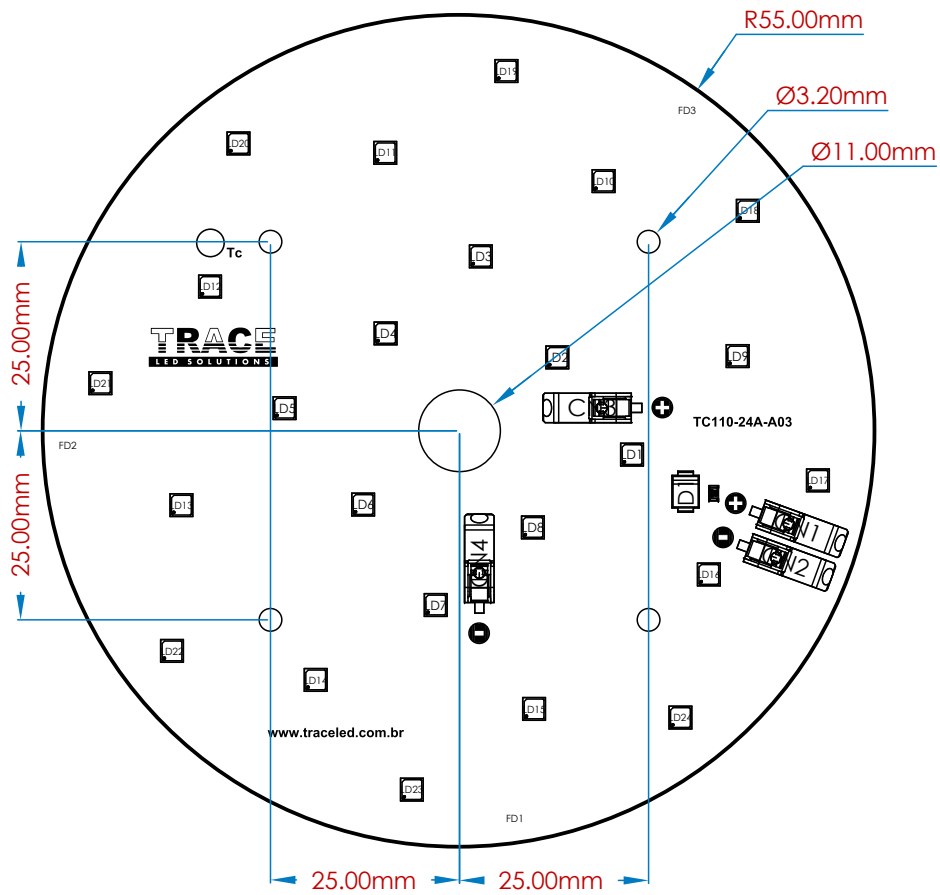 R55.00mm
LD19
Ø3.20mm
FD3
LD20
LD11
Ø11.00mm
LD10
LD18
Tc
LD3
LD12
25.00mm
TRACE
LED SOLUTIONS
LD4
LD2
LD9
LD21
LD5
TC110-24A-A03
FD2
LD1
LD17
D1
LD13
LD6
LD8
CN1
CN2
CN4
25.00mm
LD16
LD7
LD22
LD14
LD15
LD24
www.traceled.com.br
LD23
FD1
25.00mm
25.00mm